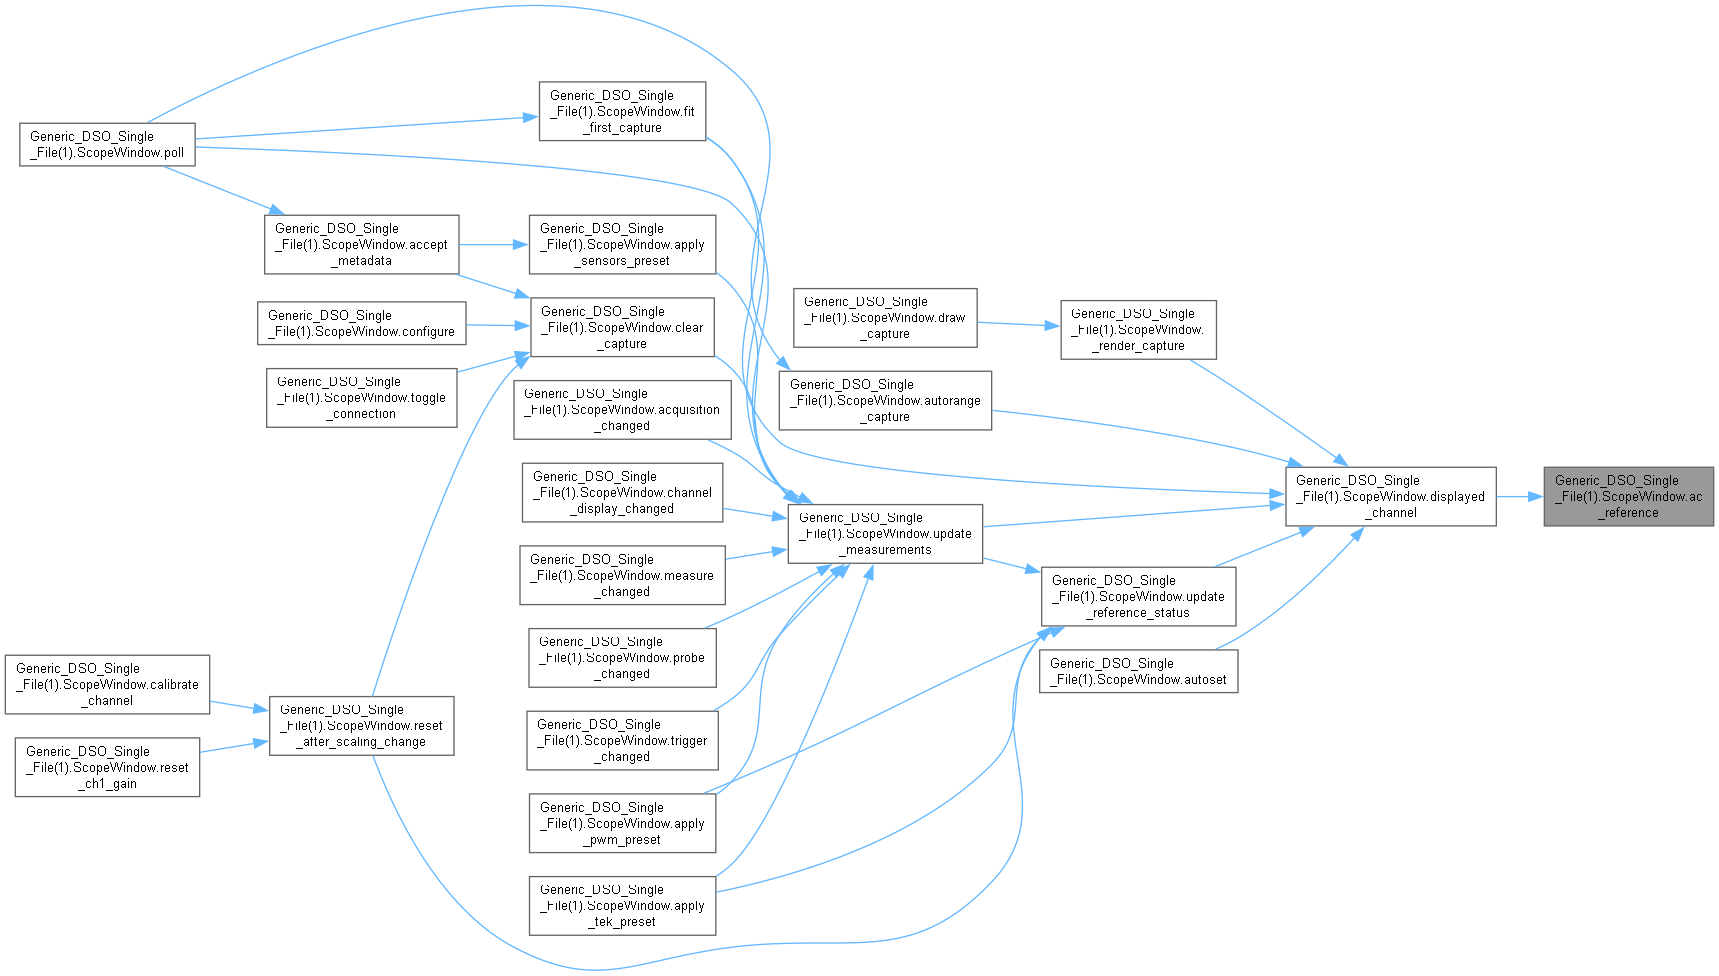 Generic_DSO_Single
_File(1).ScopeWindow.poll
Generic_DSO_Single
_File(1).ScopeWindow.fit
_first_capture
Generic_DSO_Single
_File(1).ScopeWindow.accept
_metadata
Generic_DSO_Single
_File(1).ScopeWindow.apply
_sensors_preset
Generic_DSO_Single
_File(1).ScopeWindow.configure
Generic_DSO_Single
_File(1).ScopeWindow.clear
_capture
Generic_DSO_Single
_File(1).ScopeWindow.draw
_capture
Generic_DSO_Single
_File(1).ScopeWindow.
_render_capture
Generic_DSO_Single
_File(1).ScopeWindow.toggle
_connection
Generic_DSO_Single
_File(1).ScopeWindow.acquisition
_changed
Generic_DSO_Single
_File(1).ScopeWindow.autorange
_capture
Generic_DSO_Single
_File(1).ScopeWindow.channel
_display_changed
Generic_DSO_Single
_File(1).ScopeWindow.update
_measurements
Generic_DSO_Single
_File(1).ScopeWindow.displayed
_channel
Generic_DSO_Single
_File(1).ScopeWindow.ac
_reference
Generic_DSO_Single
_File(1).ScopeWindow.measure
_changed
Generic_DSO_Single
_File(1).ScopeWindow.update
_reference_status
Generic_DSO_Single
_File(1).ScopeWindow.probe
_changed
Generic_DSO_Single
_File(1).ScopeWindow.autoset
Generic_DSO_Single
_File(1).ScopeWindow.calibrate
_channel
Generic_DSO_Single
_File(1).ScopeWindow.reset
_after_scaling_change
Generic_DSO_Single
_File(1).ScopeWindow.trigger
_changed
Generic_DSO_Single
_File(1).ScopeWindow.reset
_ch1_gain
Generic_DSO_Single
_File(1).ScopeWindow.apply
_pwm_preset
Generic_DSO_Single
_File(1).ScopeWindow.apply
_tek_preset